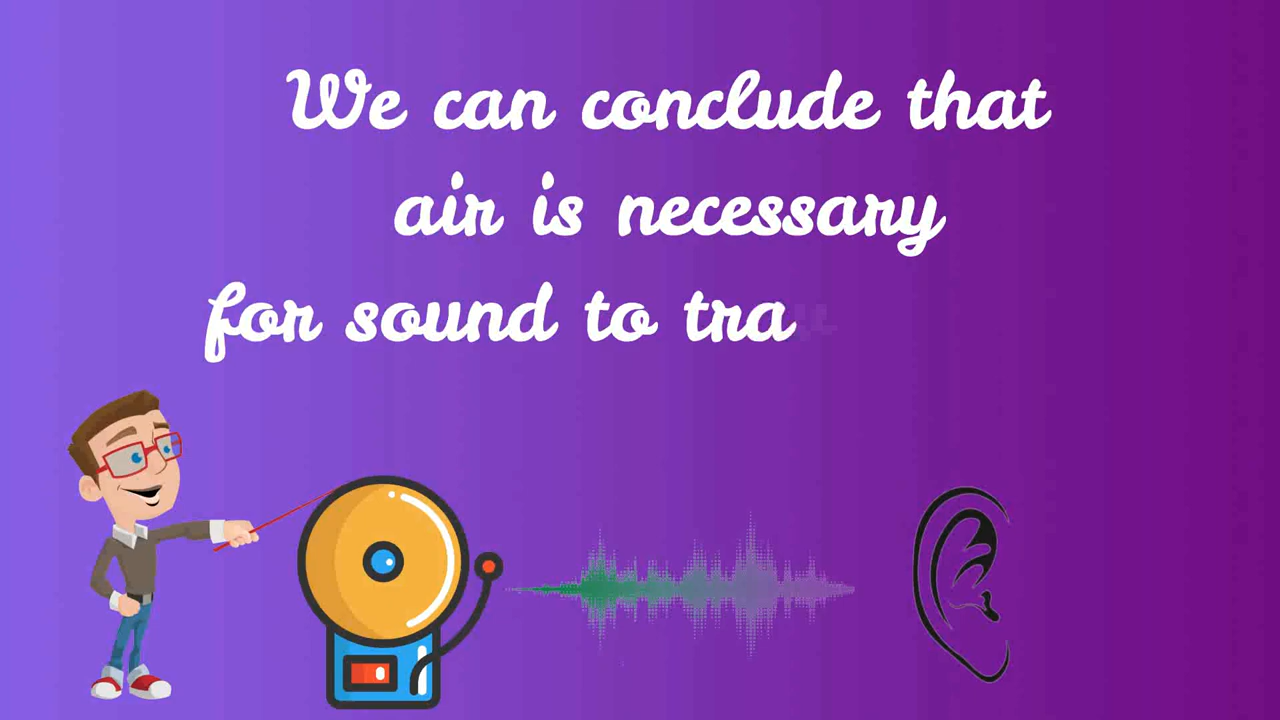 We can conclude that
air is necessary
for sound to tra